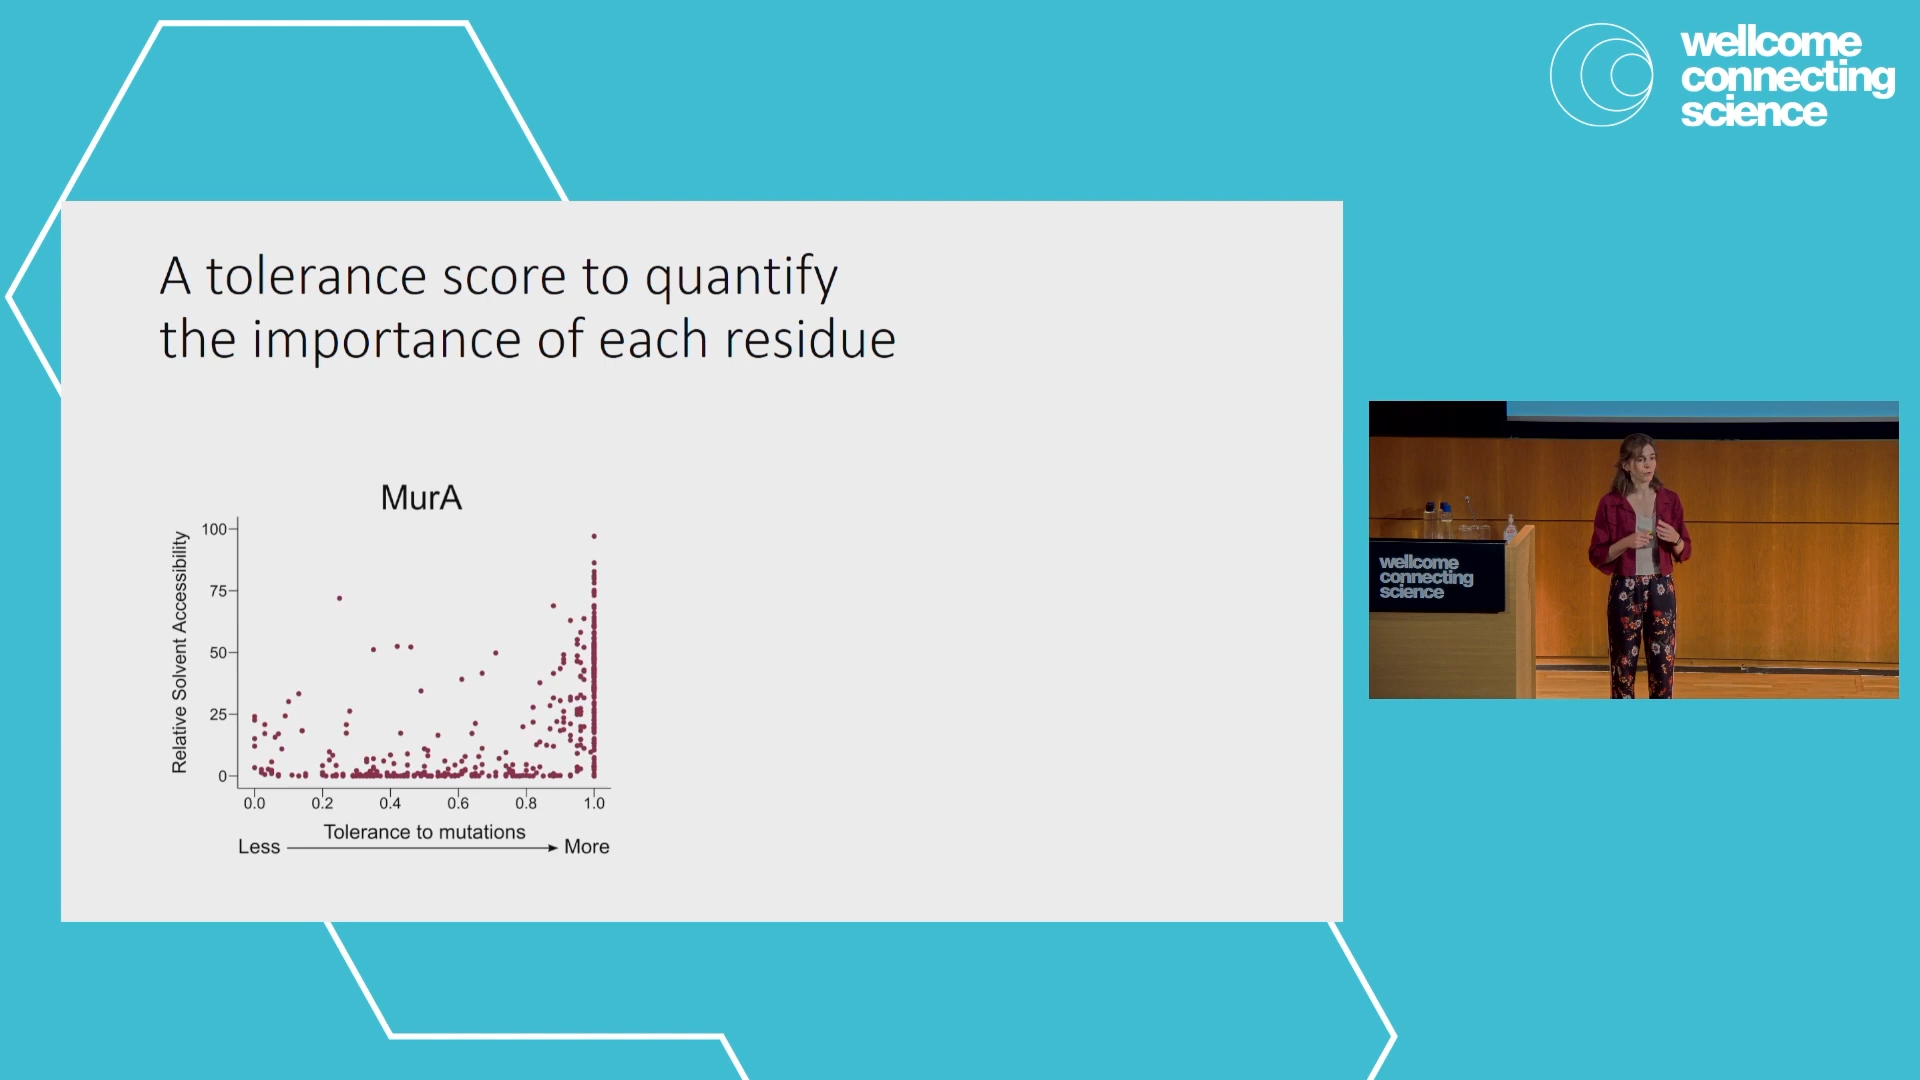 wellcome
connecting
science
A tolerance score to quantify
the importance of each residue
MurA
Relative Solvent Accessibility
100
75
50
25
0
0.0 0.2 0.4 0.6 0.8 1.0
Tolerance to mutations
Less More
wellcome
connecting
science